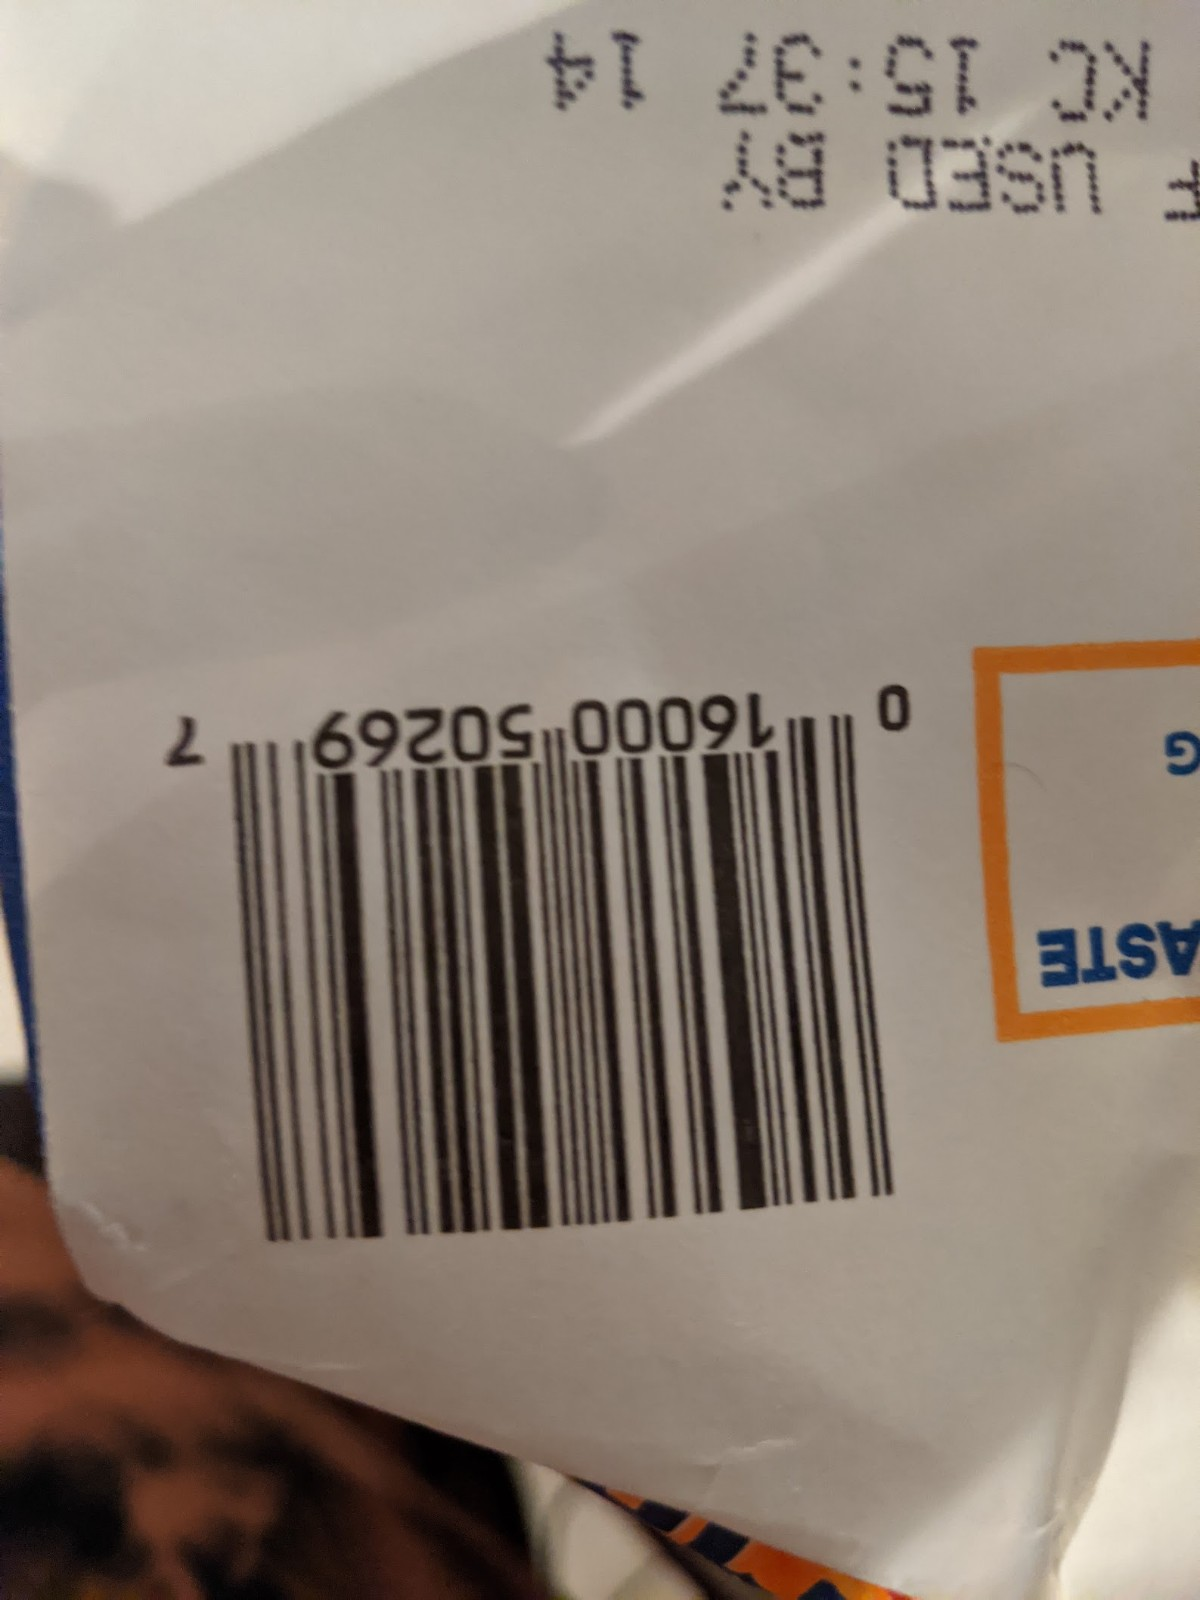 ASTE
G
0 16000 50269 7
F USED BY
KC 15:37 14